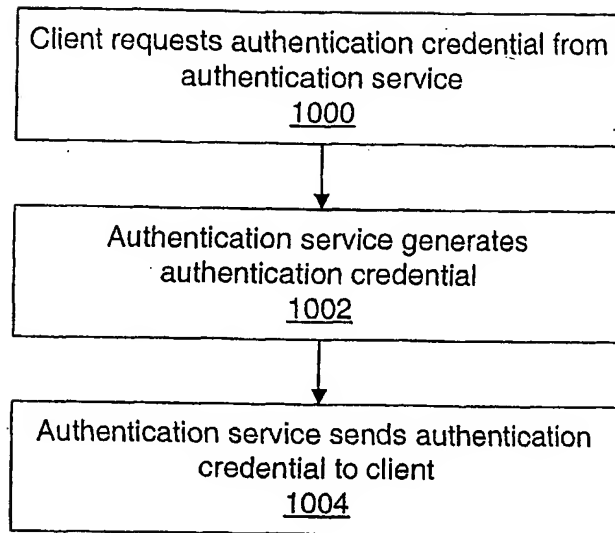 Client requests authentication credential from
authentication service
1000
Authentication service generates
authentication credential
1002
Authentication service sends authentication
credential to client
1004